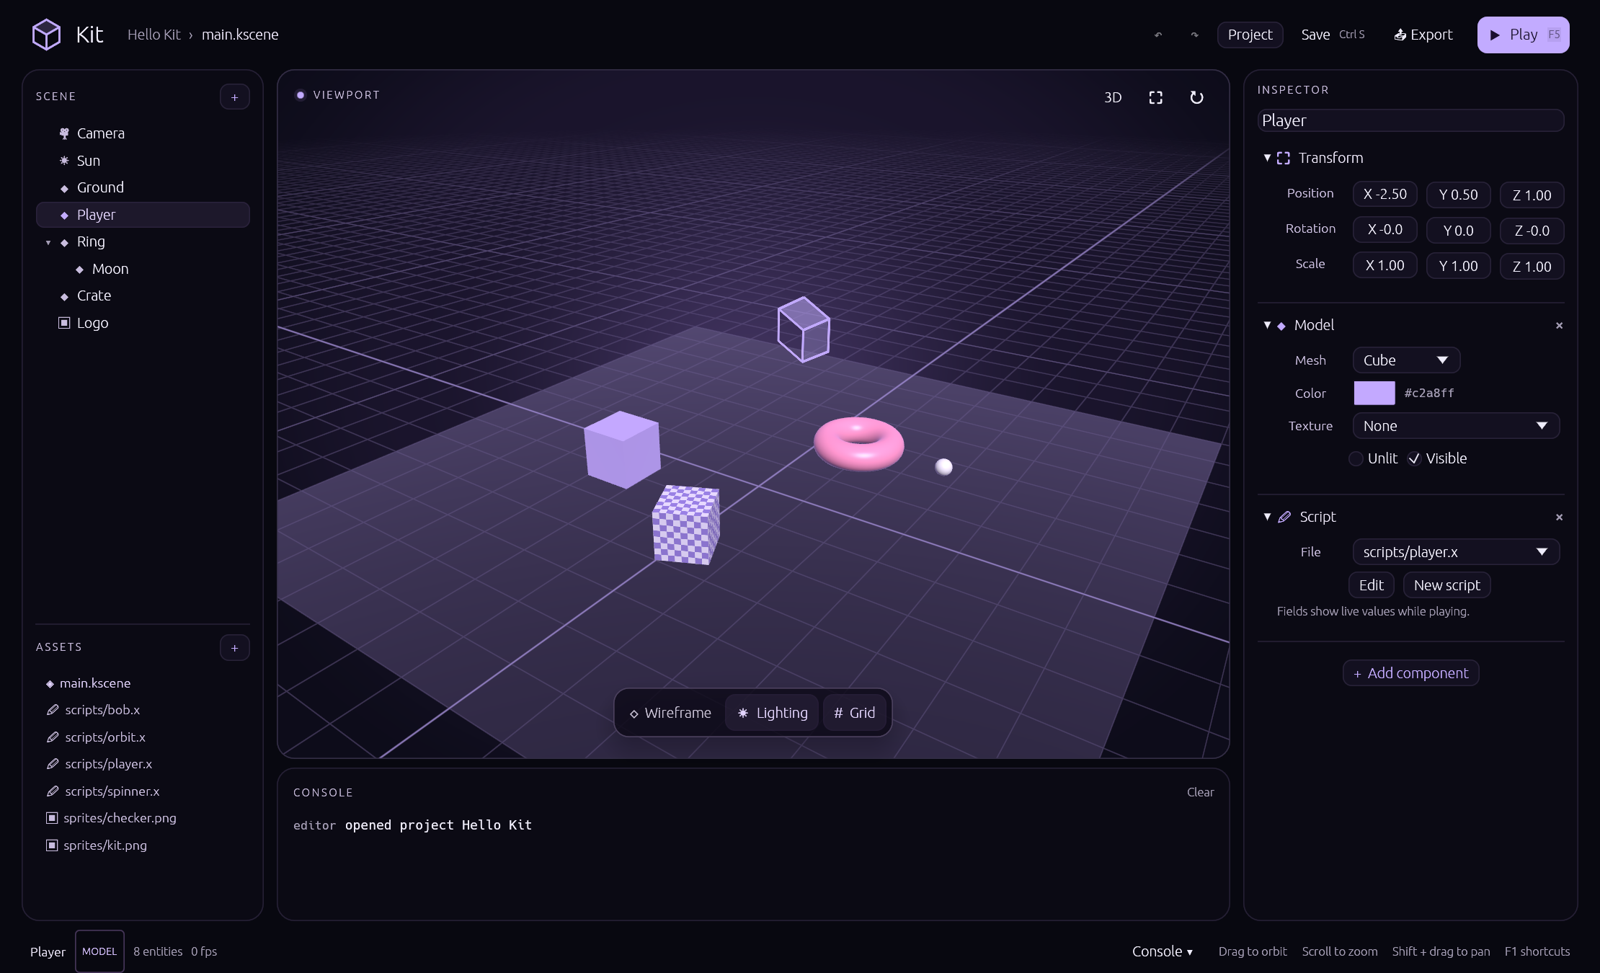 Kit
Hello Kit › main.kscene
Project
Save Ctrl S
Export
Play F5
SCENE
+
Camera
Sun
Ground
Player
Ring
Moon
Crate
Logo
ASSETS
+
main.kscene
scripts/bob.x
scripts/orbit.x
scripts/player.x
scripts/spinner.x
sprites/checker.png
sprites/kit.png
VIEWPORT
3D
Wireframe
Lighting
# Grid
CONSOLE
Clear
editor opened project Hello Kit
INSPECTOR
Player
Transform
Position X -2.50 Y 0.50 Z 1.00
Rotation X -0.0 Y 0.0 Z -0.0
Scale X 1.00 Y 1.00 Z 1.00
Model ×
Mesh Cube
Color #c2a8ff
Texture None
Unlit Visible
Script ×
File scripts/player.x
Edit New script
Fields show live values while playing.
+ Add component
Player MODEL 8 entities 0 fps
Console Drag to orbit Scroll to zoom Shift + drag to pan F1 shortcuts